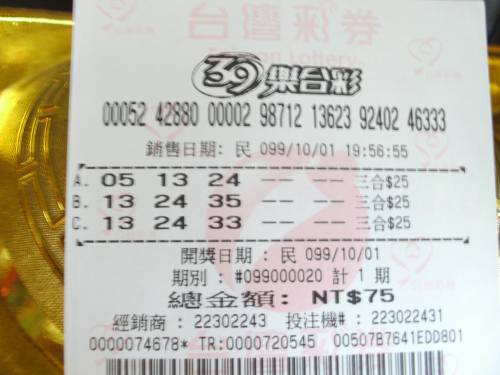 台灣彩券
Taiwan Lottery
39樂合彩
00052 42880 00002 98712 13623 92402 46333
銷售日期: 民 099/10/01 19:56:55
A. 05 13 24 -- -- 三合$25
B. 13 24 35 -- -- 三合$25
C. 13 24 33 -- -- 三合$25
開獎日期 : 民 099/10/01
期別 : #099000020 計 1 期
總金額: NT$75
經銷商 : 22302243 投注機# : 223022431
0000074678* TR:0000720545 00507B7641EDD801